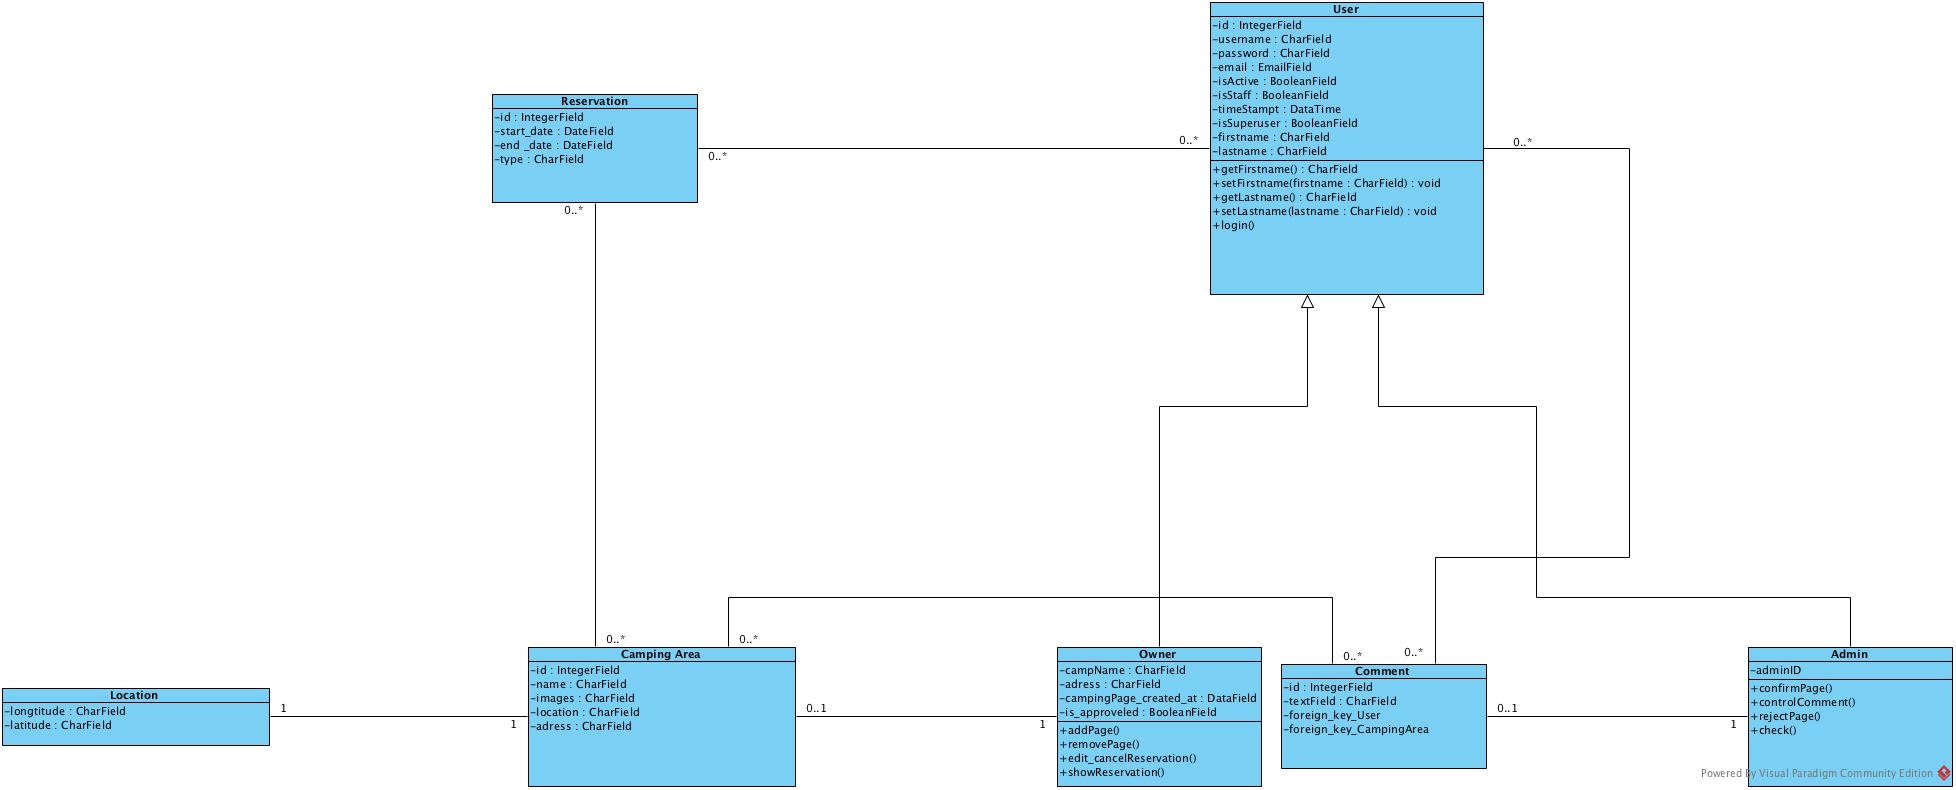 User
-id : IntegerField
-username : CharField
-password : CharField
-email : EmailField
-isActive : BooleanField
-isStaff : BooleanField
-timeStampt : DataTime
-isSuperuser : BooleanField
-firstname : CharField
-lastname : CharField
+getFirstname() : CharField
+setFirstname(firstname : CharField) : void
+getLastname() : CharField
+setLastname(lastname : CharField) : void
+login()
Reservation
-id : IntegerField
-start_date : DateField
-end _date : DateField
-type : CharField
0..*
0..*
0..*
0..*
0..*
0..*
0..*
0..*
Location
-longtitude : CharField
-latitude : CharField
1
1
Camping Area
-id : IntegerField
-name : CharField
-images : CharField
-location : CharField
-adress : CharField
0..1
1
Owner
-campName : CharField
-adress : CharField
-campingPage_created_at : DataField
-is_approveled : BooleanField
+addPage()
+removePage()
+edit_cancelReservation()
+showReservation()
Comment
-id : IntegerField
-textField : CharField
-foreign_key_User
-foreign_key_CampingArea
0..1
1
Admin
-adminID
+confirmPage()
+controlComment()
+rejectPage()
+check()
Powered By Visual Paradigm Community Edition